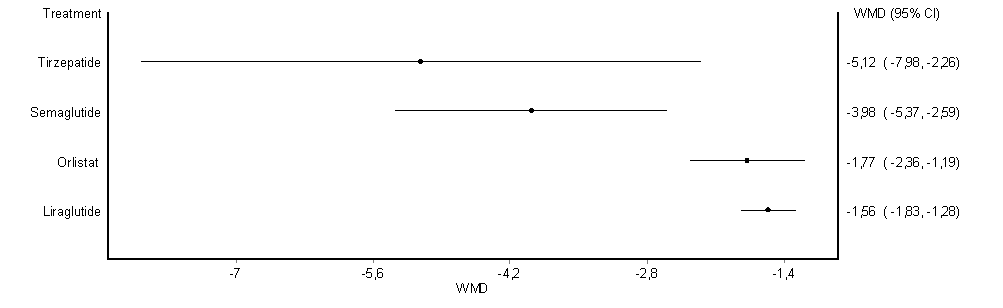 Treatment WMD (95% CI)
Tirzepatide -5,12 (-7,98, -2,26)
Semaglutide -3,98 (-5,37, -2,59)
Orlistat -1,77 (-2,36, -1,19)
Liraglutide -1,56 (-1,83, -1,28)
-7 -5,6 -4,2 -2,8 -1,4
WMD